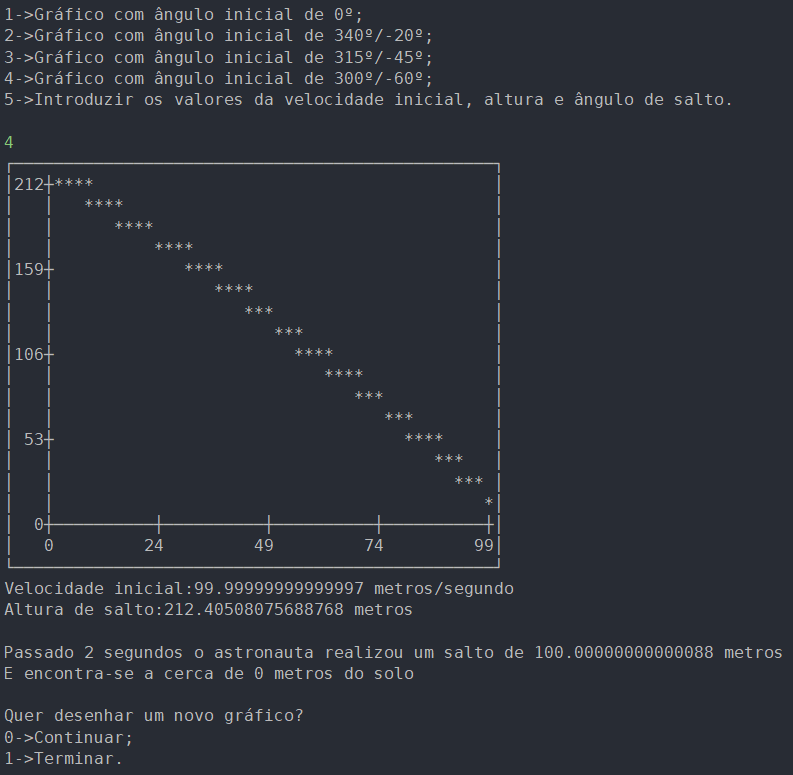 1->Gráfico com ângulo inicial de 0º;
2->Gráfico com ângulo inicial de 340º/-20º;
3->Gráfico com ângulo inicial de 315º/-45º;
4->Gráfico com ângulo inicial de 300º/-60º;
5->Introduzir os valores da velocidade inicial, altura e ângulo de salto.
4
212 ****
****
****
****
159 ****
****
***
***
106 ****
****
***
***
53 ****
***
***
*
0
0 24 49 74 99
Velocidade inicial:99.99999999999997 metros/segundo
Altura de salto:212.40508075688768 metros
Passado 2 segundos o astronauta realizou um salto de 100.00000000000088 metros
E encontra-se a cerca de 0 metros do solo
Quer desenhar um novo gráfico?
0->Continuar;
1->Terminar.